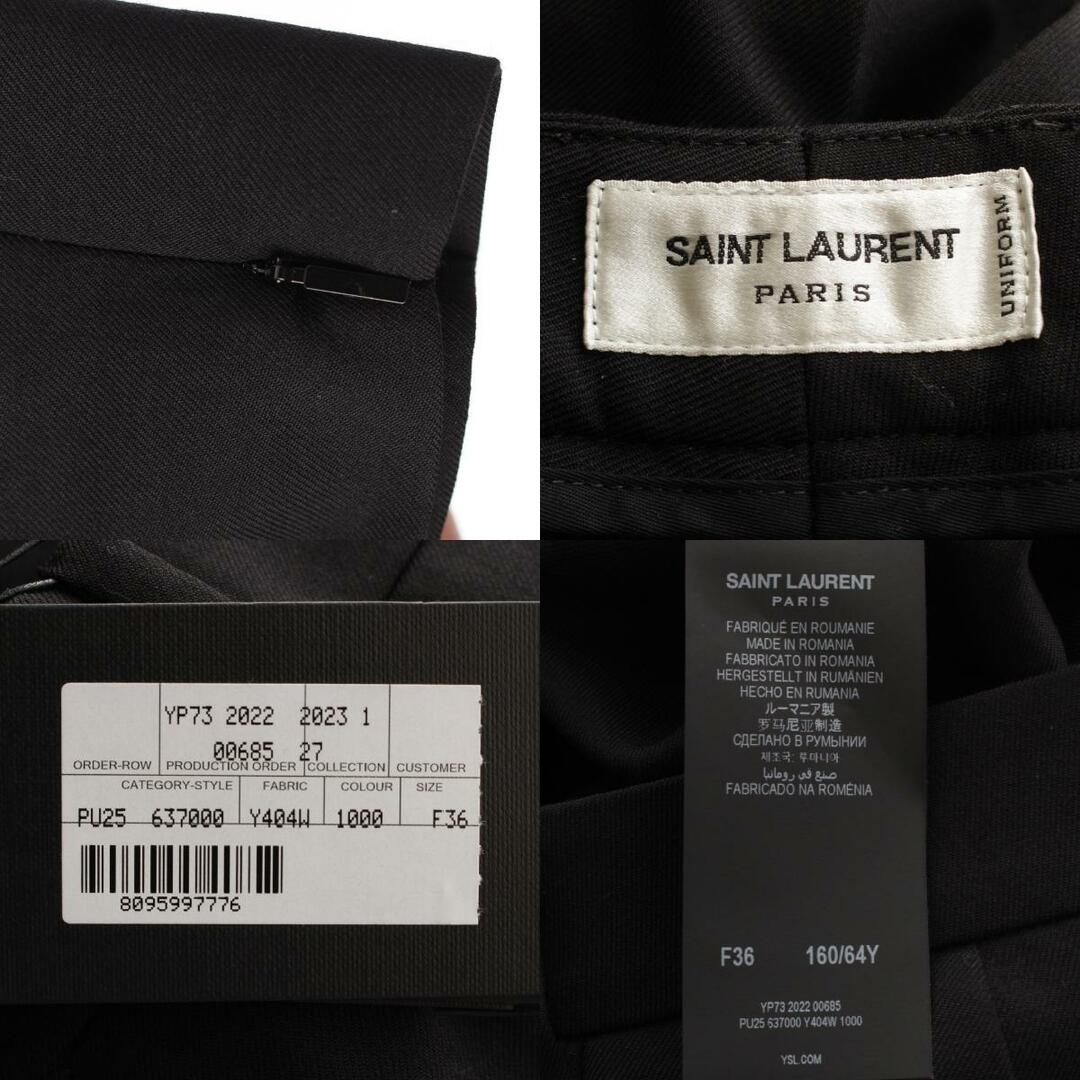 SAINT LAURENT
PARIS
UNIFORM
YP73 2022 2023 1
00685 27
ORDER-ROW PRODUCTION ORDER COLLECTION CUSTOMER
CATEGORY-STYLE FABRIC COLOUR SIZE
PU25 637000 Y404W 1000 F36
8095997776
SAINT LAURENT
PARIS
FABRIQUÉ EN ROUMANIE
MADE IN ROMANIA
FABBRICATO IN ROMANIA
HERGESTELLT IN RUMÄNIEN
HECHO EN RUMANIA
ルーマニア製
罗马尼亚制造
СДЕЛАНО В РУМЫНИИ
제조국: 루마니아
صنع في رومانيا
FABRICADO NA ROMÉNIA
F36 160/64Y
YP73 2022 00685
PU25 637000 Y404W 1000
YSL.COM